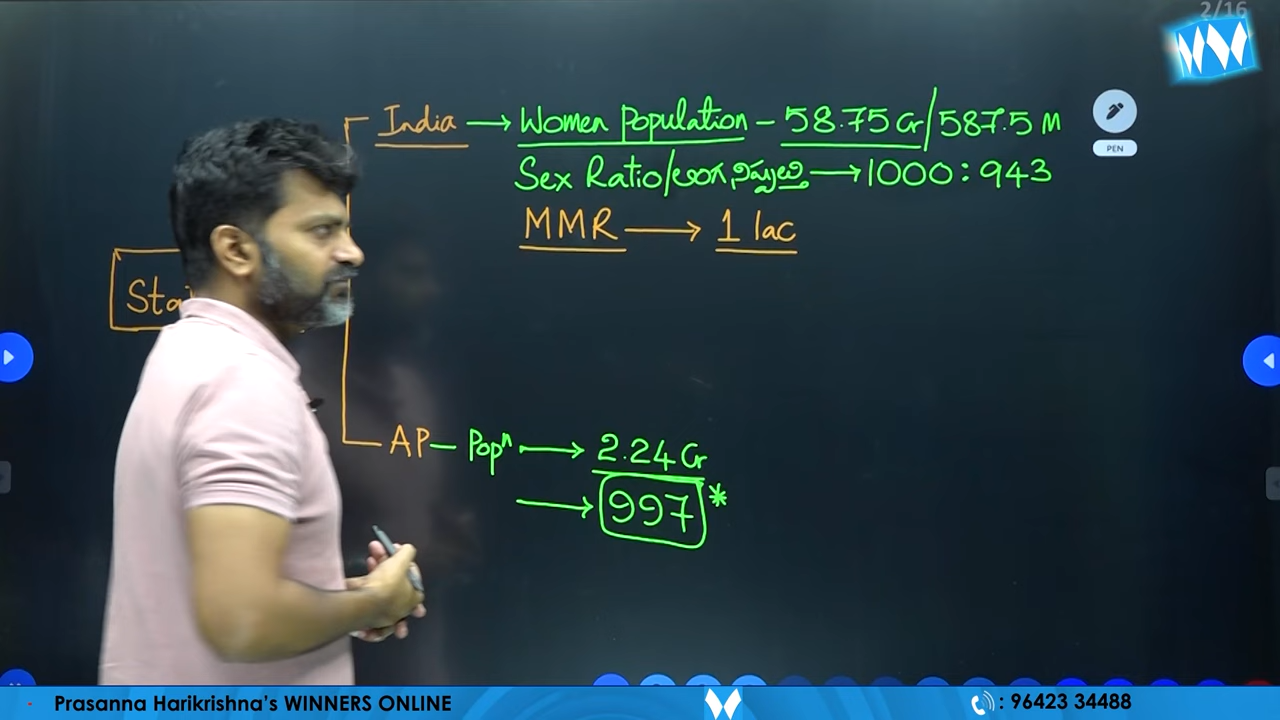 2/16
W
India → Women Population - 58.75 Cr/587.5 M
PEN
Sex Ratio/ → 1000 : 943
MMR → 1 lac
AP - Popⁿ → 2.24 Cr
→ 997 *
- Prasanna Harikrishna's WINNERS ONLINE
: 96423 34488